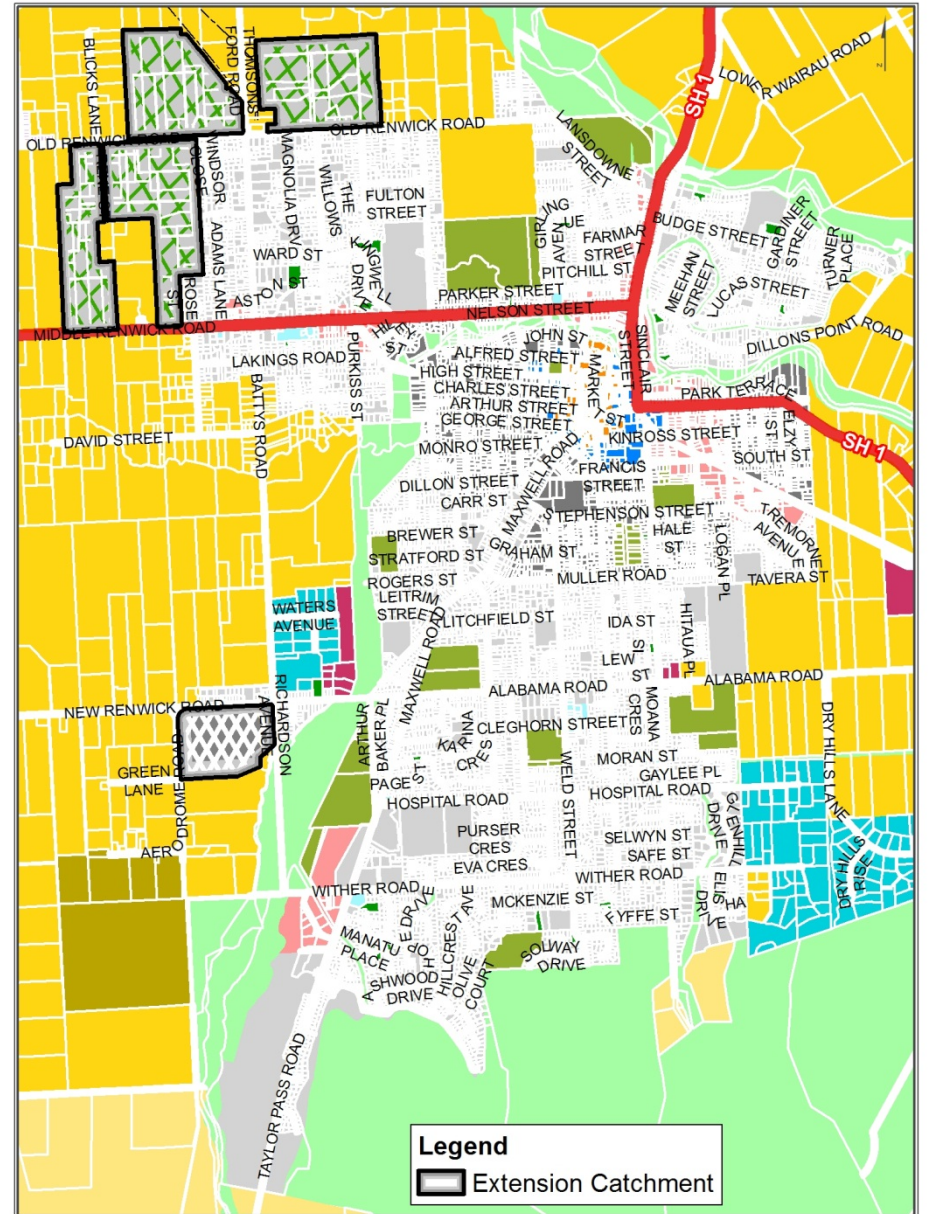 BLICKS LANE
THOMSONS
FORD ROAD
LOWER WAIRAU ROAD
SH 1
OLD RENWICK ROAD
OLD RENWICK ROAD
LANSDOWNE
STREET
WINDSOR
CLOSE
MAGNOLIA DRV
THE
WILLOWS
FULTON
STREET
GIRLING
AVENUE
BUDGE STREET
GARDINER
STREET
TURNER
PLACE
FARMAR
STREET
ADAMS LANE
WARD ST
KINGWELL
DRIVE
PITCHILL ST
MEEHAN
STREET
LUCAS STREET
ROSE
ST
ASTON ST
PARKER STREET
NELSON STREET
MIDDLE RENWICK ROAD
HILEY
ST
JOHN ST
SINCLAIR
STREET
DILLONS POINT ROAD
LAKINGS ROAD
PURKISS ST
ALFRED STREET
MARKET ST
HIGH STREET
CHARLES STREET
PARK TERRACE
ARTHUR STREET
GEORGE STREET
BATTYS ROAD
DAVID STREET
MONRO STREET
KINROSS STREET
ELZY
ST
SH 1
SOUTH ST
MAXWELL ROAD
FRANCIS
STREET
DILLON STREET
CARR ST
STEPHENSON STREET
BREWER ST
GRAHAM ST
HALE
ST
LOGAN PL
TREMORNE
AVENUE
STRATFORD ST
ROGERS ST
MULLER ROAD
TAVERA ST
LEITRIM
STREET
WATERS
AVENUE
LITCHFIELD ST
IDA ST
HITAUA PL
MAXWELL ROAD
LEWIS
ST
ALABAMA ROAD
ALABAMA ROAD
NEW RENWICK ROAD
RICHARDSON
AVENUE
ARTHUR
BAKER PL
CLEGHORN STREET
MOANA
CRES
DRY HILLS LANE
KATRINA
CRES
GREEN
LANE
AERODROME ROAD
PAGE ST
MORAN ST
GAYLEE PL
HOSPITAL ROAD
HOSPITAL ROAD
WELD STREET
GLENHILL
DRIVE
PURSER
CRES
SELWYN ST
EVA CRES
SAFE ST
DRY HILLS
RISE
WITHER ROAD
WITHER ROAD
ELISHA
DRIVE
MCKENZIE ST
FYFFE ST
HOPE DRIVE
HILLCREST AVE
MANATU
PLACE
OLIVE
COURT
SOLWAY
DRIVE
ASHWOOD
DRIVE
TAYLOR PASS ROAD
Legend
Extension Catchment